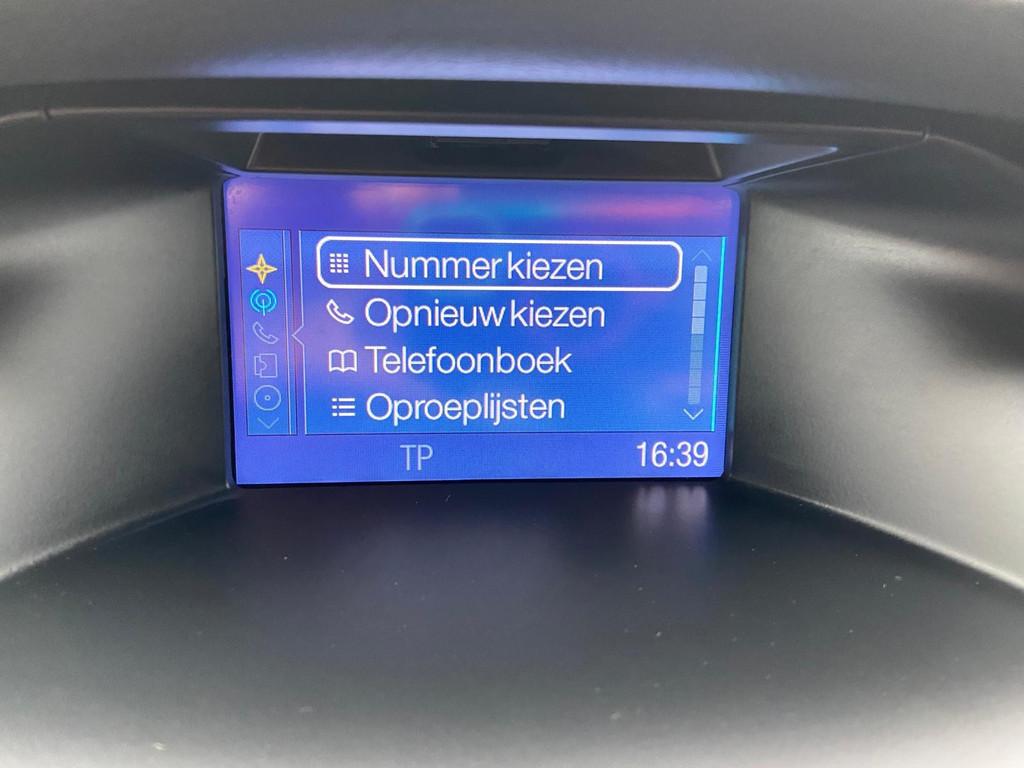 Nummer kiezen
Opnieuw kiezen
Telefoonboek
Oproeplijsten
TP 16:39